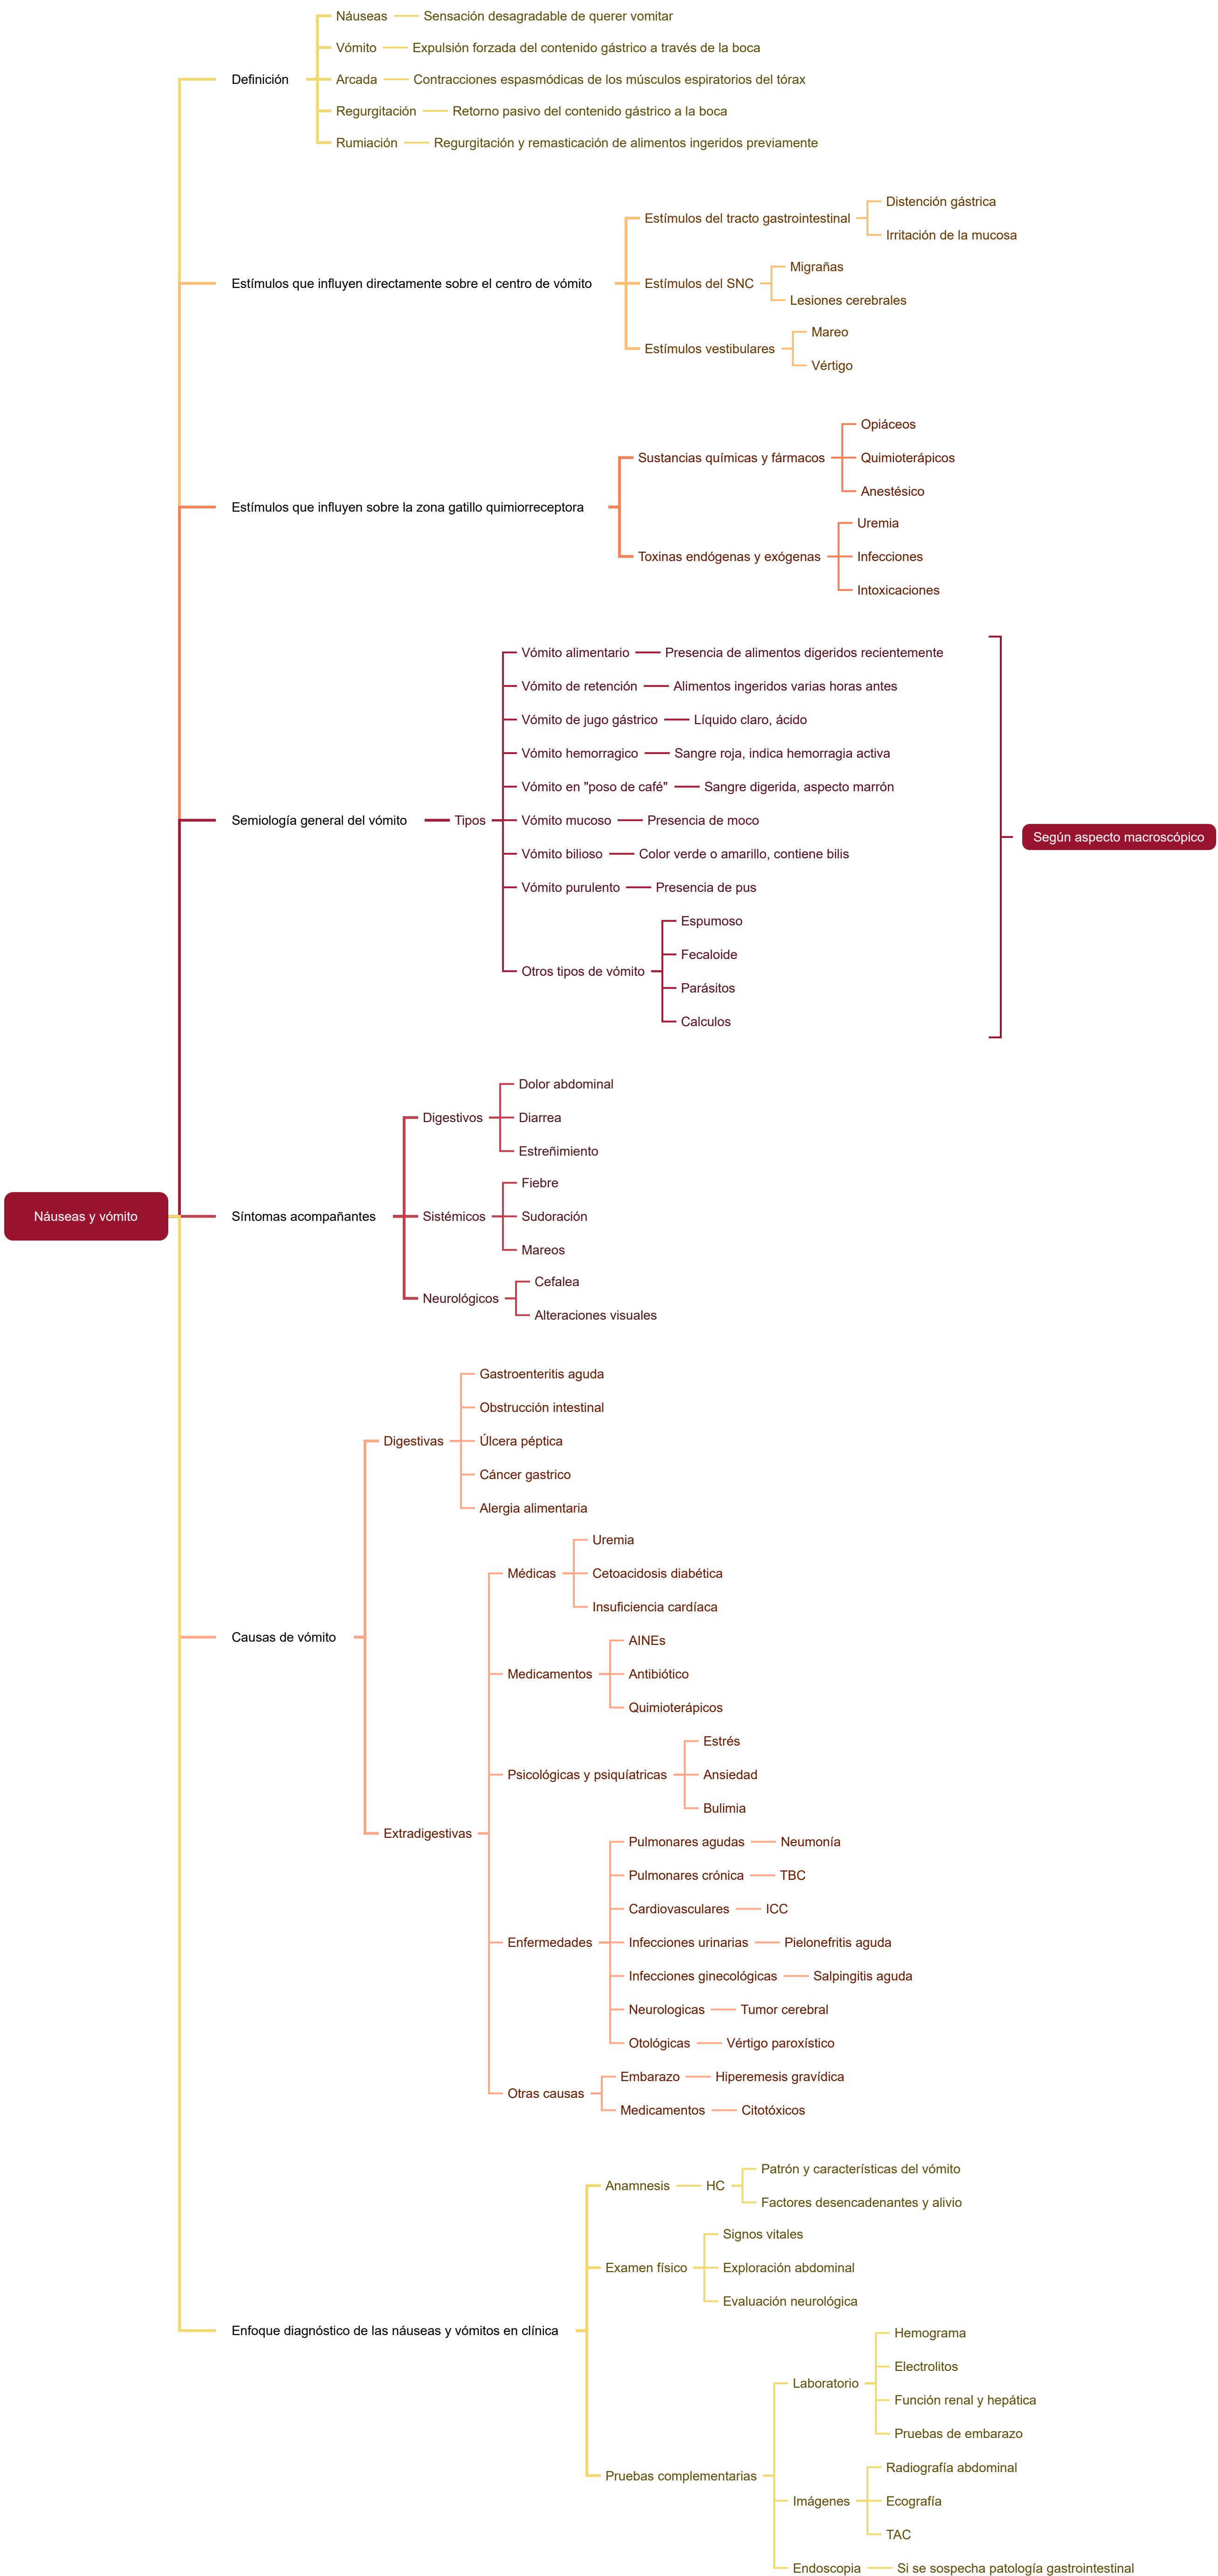 Náuseas y vómito
Definición
Náuseas
Sensación desagradable de querer vomitar
Vómito
Expulsión forzada del contenido gástrico a través de la boca
Arcada
Contracciones espasmódicas de los músculos espiratorios del tórax
Regurgitación
Retorno pasivo del contenido gástrico a la boca
Rumiación
Regurgitación y remasticación de alimentos ingeridos previamente
Estímulos que influyen directamente sobre el centro de vómito
Estímulos del tracto gastrointestinal
Distención gástrica
Irritación de la mucosa
Estímulos del SNC
Migrañas
Lesiones cerebrales
Estímulos vestibulares
Mareo
Vértigo
Estímulos que influyen sobre la zona gatillo quimiorreceptora
Sustancias químicas y fármacos
Opiáceos
Quimioterápicos
Anestésico
Toxinas endógenas y exógenas
Uremia
Infecciones
Intoxicaciones
Semiología general del vómito
Tipos
Vómito alimentario
Presencia de alimentos digeridos recientemente
Vómito de retención
Alimentos ingeridos varias horas antes
Vómito de jugo gástrico
Líquido claro, ácido
Vómito hemorragico
Sangre roja, indica hemorragia activa
Vómito en "poso de café"
Sangre digerida, aspecto marrón
Vómito mucoso
Presencia de moco
Vómito bilioso
Color verde o amarillo, contiene bilis
Vómito purulento
Presencia de pus
Otros tipos de vómito
Espumoso
Fecaloide
Parásitos
Calculos
Según aspecto macroscópico
Síntomas acompañantes
Digestivos
Dolor abdominal
Diarrea
Estreñimiento
Sistémicos
Fiebre
Sudoración
Mareos
Neurológicos
Cefalea
Alteraciones visuales
Causas de vómito
Digestivas
Gastroenteritis aguda
Obstrucción intestinal
Úlcera péptica
Cáncer gastrico
Alergia alimentaria
Extradigestivas
Médicas
Uremia
Cetoacidosis diabética
Insuficiencia cardíaca
Medicamentos
AINEs
Antibiótico
Quimioterápicos
Psicológicas y psiquíatricas
Estrés
Ansiedad
Bulimia
Enfermedades
Pulmonares agudas
Neumonía
Pulmonares crónica
TBC
Cardiovasculares
ICC
Infecciones urinarias
Pielonefritis aguda
Infecciones ginecológicas
Salpingitis aguda
Neurologicas
Tumor cerebral
Otológicas
Vértigo paroxístico
Otras causas
Embarazo
Hiperemesis gravídica
Medicamentos
Citotóxicos
Enfoque diagnóstico de las náuseas y vómitos en clínica
Anamnesis
HC
Patrón y características del vómito
Factores desencadenantes y alivio
Examen físico
Signos vitales
Exploración abdominal
Evaluación neurológica
Pruebas complementarias
Laboratorio
Hemograma
Electrolitos
Función renal y hepática
Pruebas de embarazo
Imágenes
Radiografía abdominal
Ecografía
TAC
Endoscopia
Si se sospecha patología gastrointestinal